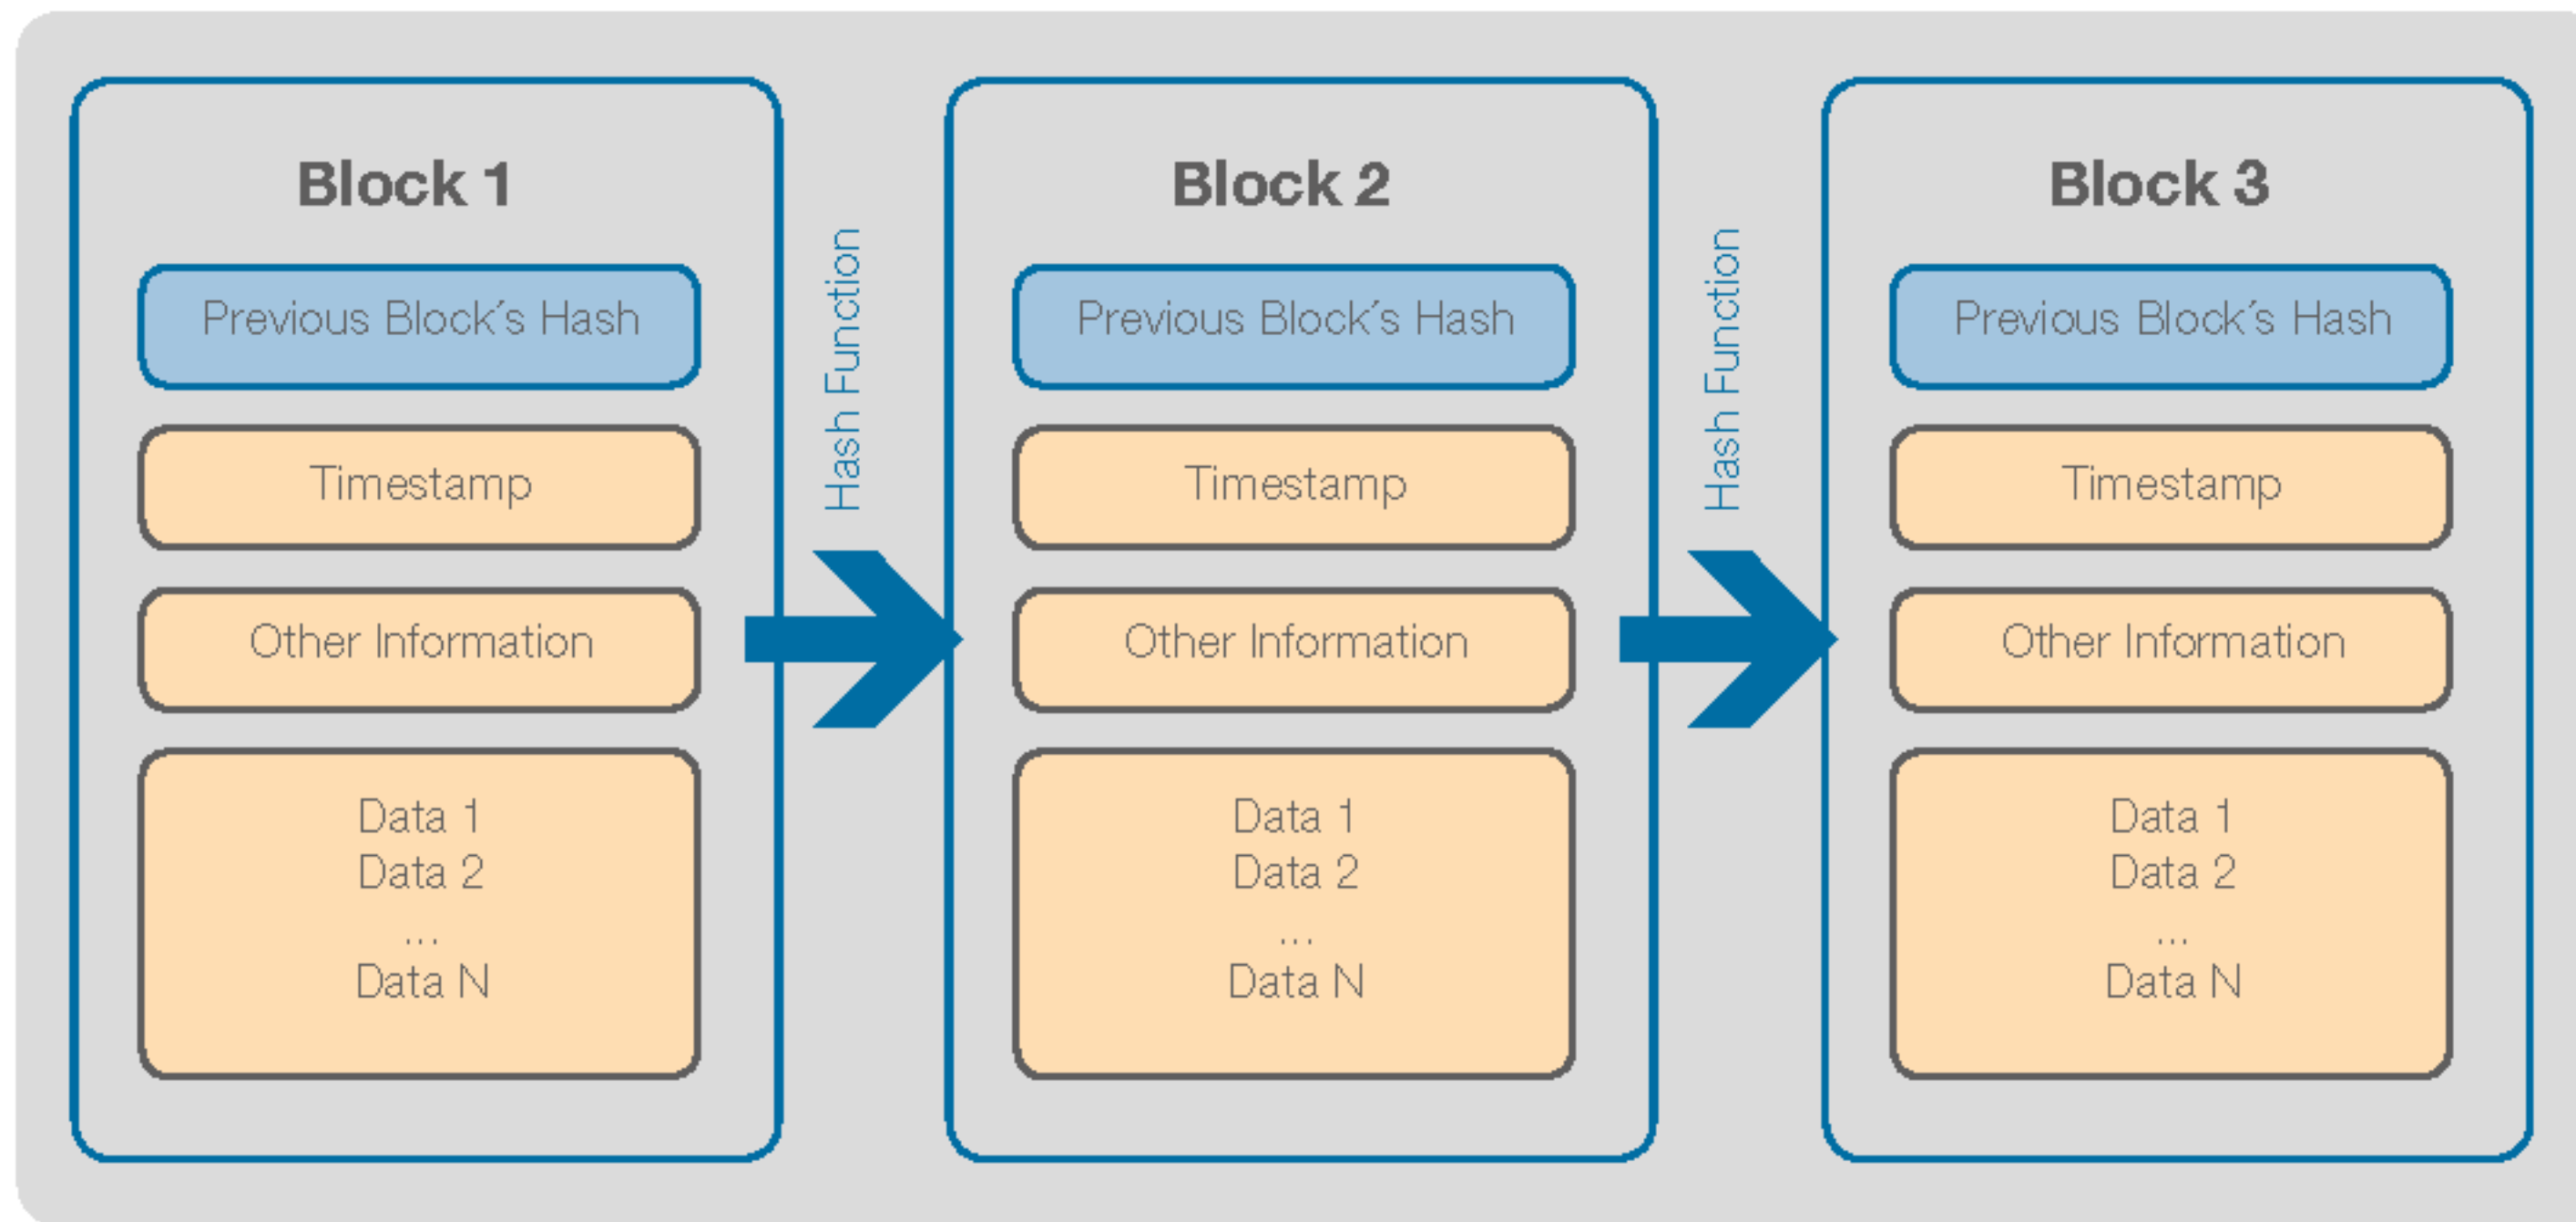 Block 1
Previous Block´s Hash
Timestamp
Other Information
Data 1
Data 2
...
Data N
Hash Function
Block 2
Previous Block´s Hash
Timestamp
Other Information
Data 1
Data 2
...
Data N
Hash Function
Block 3
Previous Block´s Hash
Timestamp
Other Information
Data 1
Data 2
...
Data N